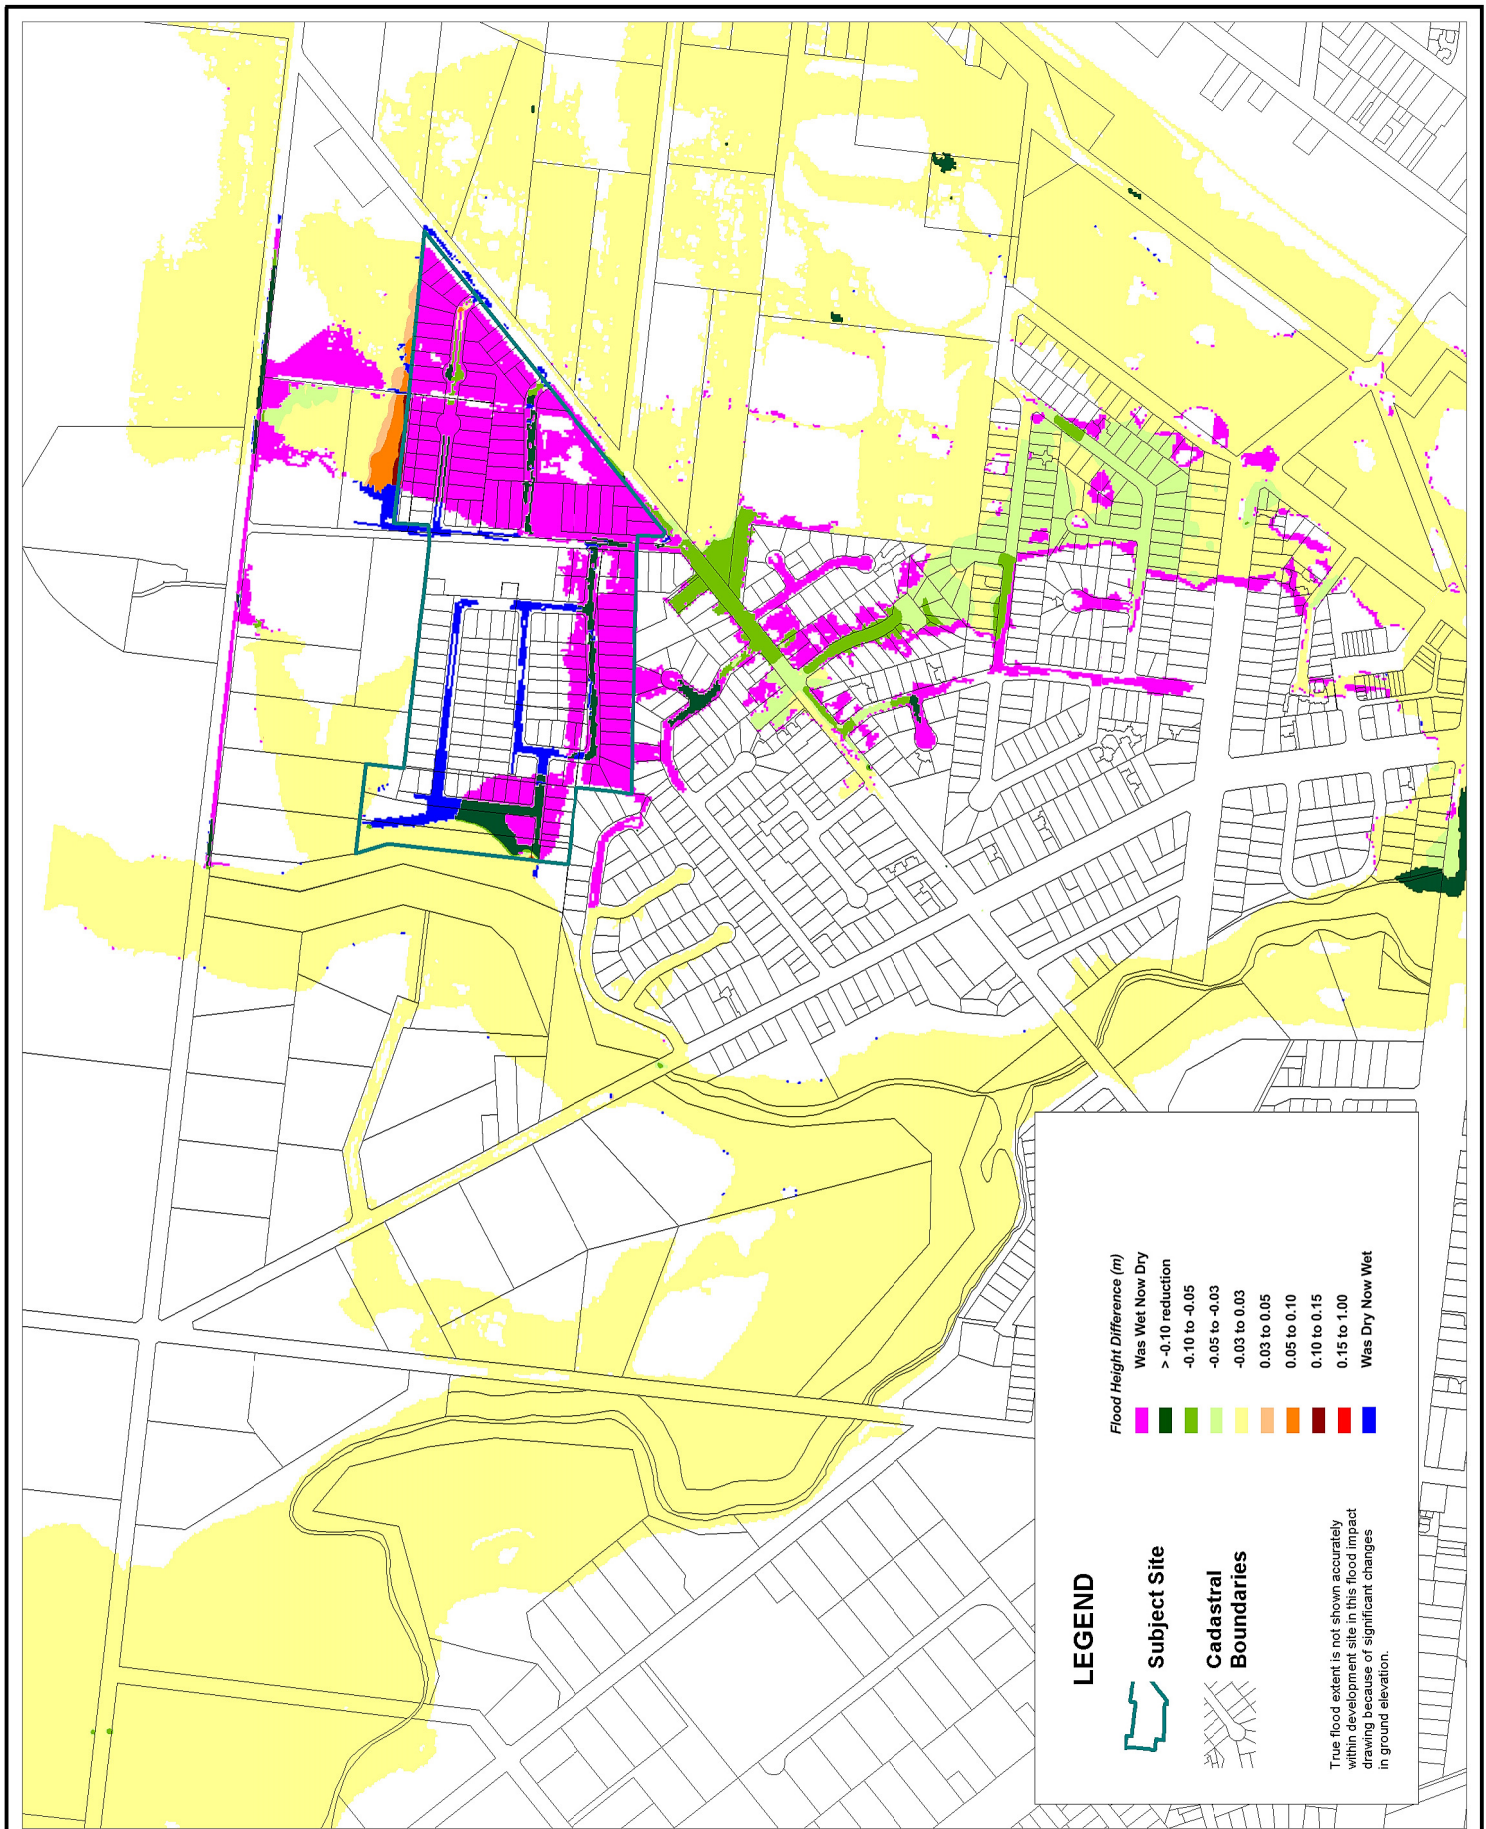 LEGEND
Subject Site
Cadastral
Boundaries
True flood extent is not shown accurately
within development site in this flood impact
drawing because of significant changes
in ground elevation.
Flood Height Difference (m)
Was Wet Now Dry
> -0.10 reduction
-0.10 to -0.05
-0.05 to -0.03
-0.03 to 0.03
0.03 to 0.05
0.05 to 0.10
0.10 to 0.15
0.15 to 1.00
Was Dry Now Wet